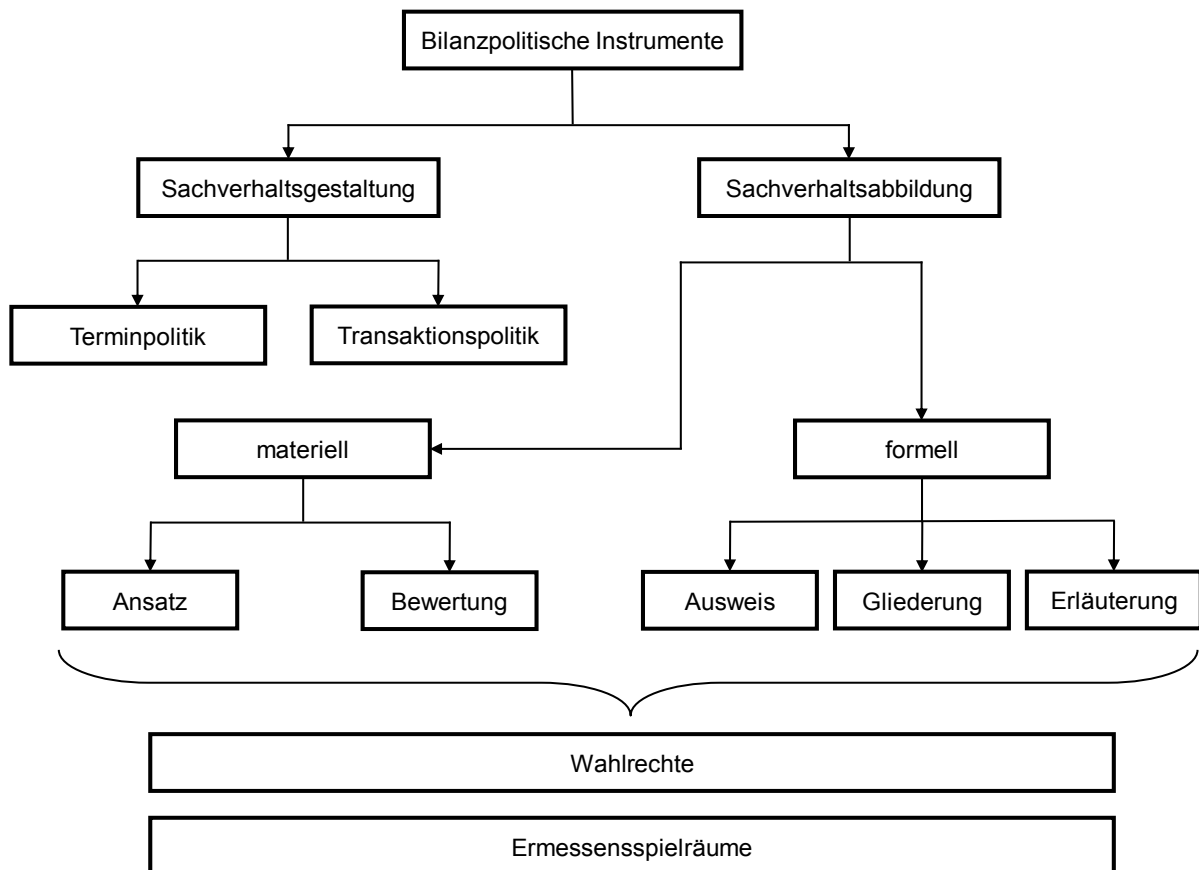 Bilanzpolitische Instrumente
Sachverhaltsgestaltung
Sachverhaltsabbildung
Terminpolitik
Transaktionspolitik
materiell
formell
Ansatz
Bewertung
Ausweis
Gliederung
Erläuterung
Wahlrechte
Ermessensspielräume